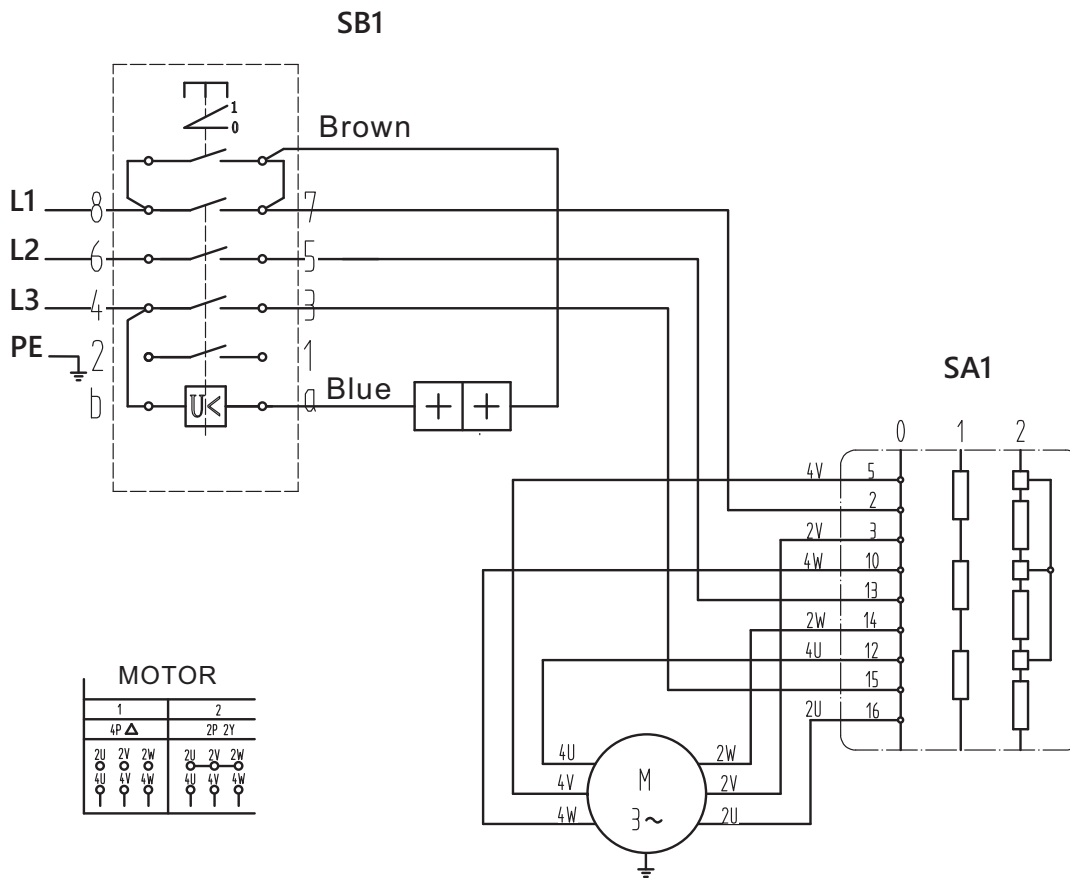 SB1
1
0
Brown
L1 8 7
L2 6 5
L3 4 3
PE 2 1
b U< Blue a
SA1
0 1 2
4V 5
2
2V 3
4W 10
13
2W 14
4U 12
15
2U 16
MOTOR
1 2
4P Δ 2P 2Y
2U 2V 2W 2U 2V 2W
4U 4V 4W 4U 4V 4W
4U 2W
4V M 2V
4W 3~ 2U